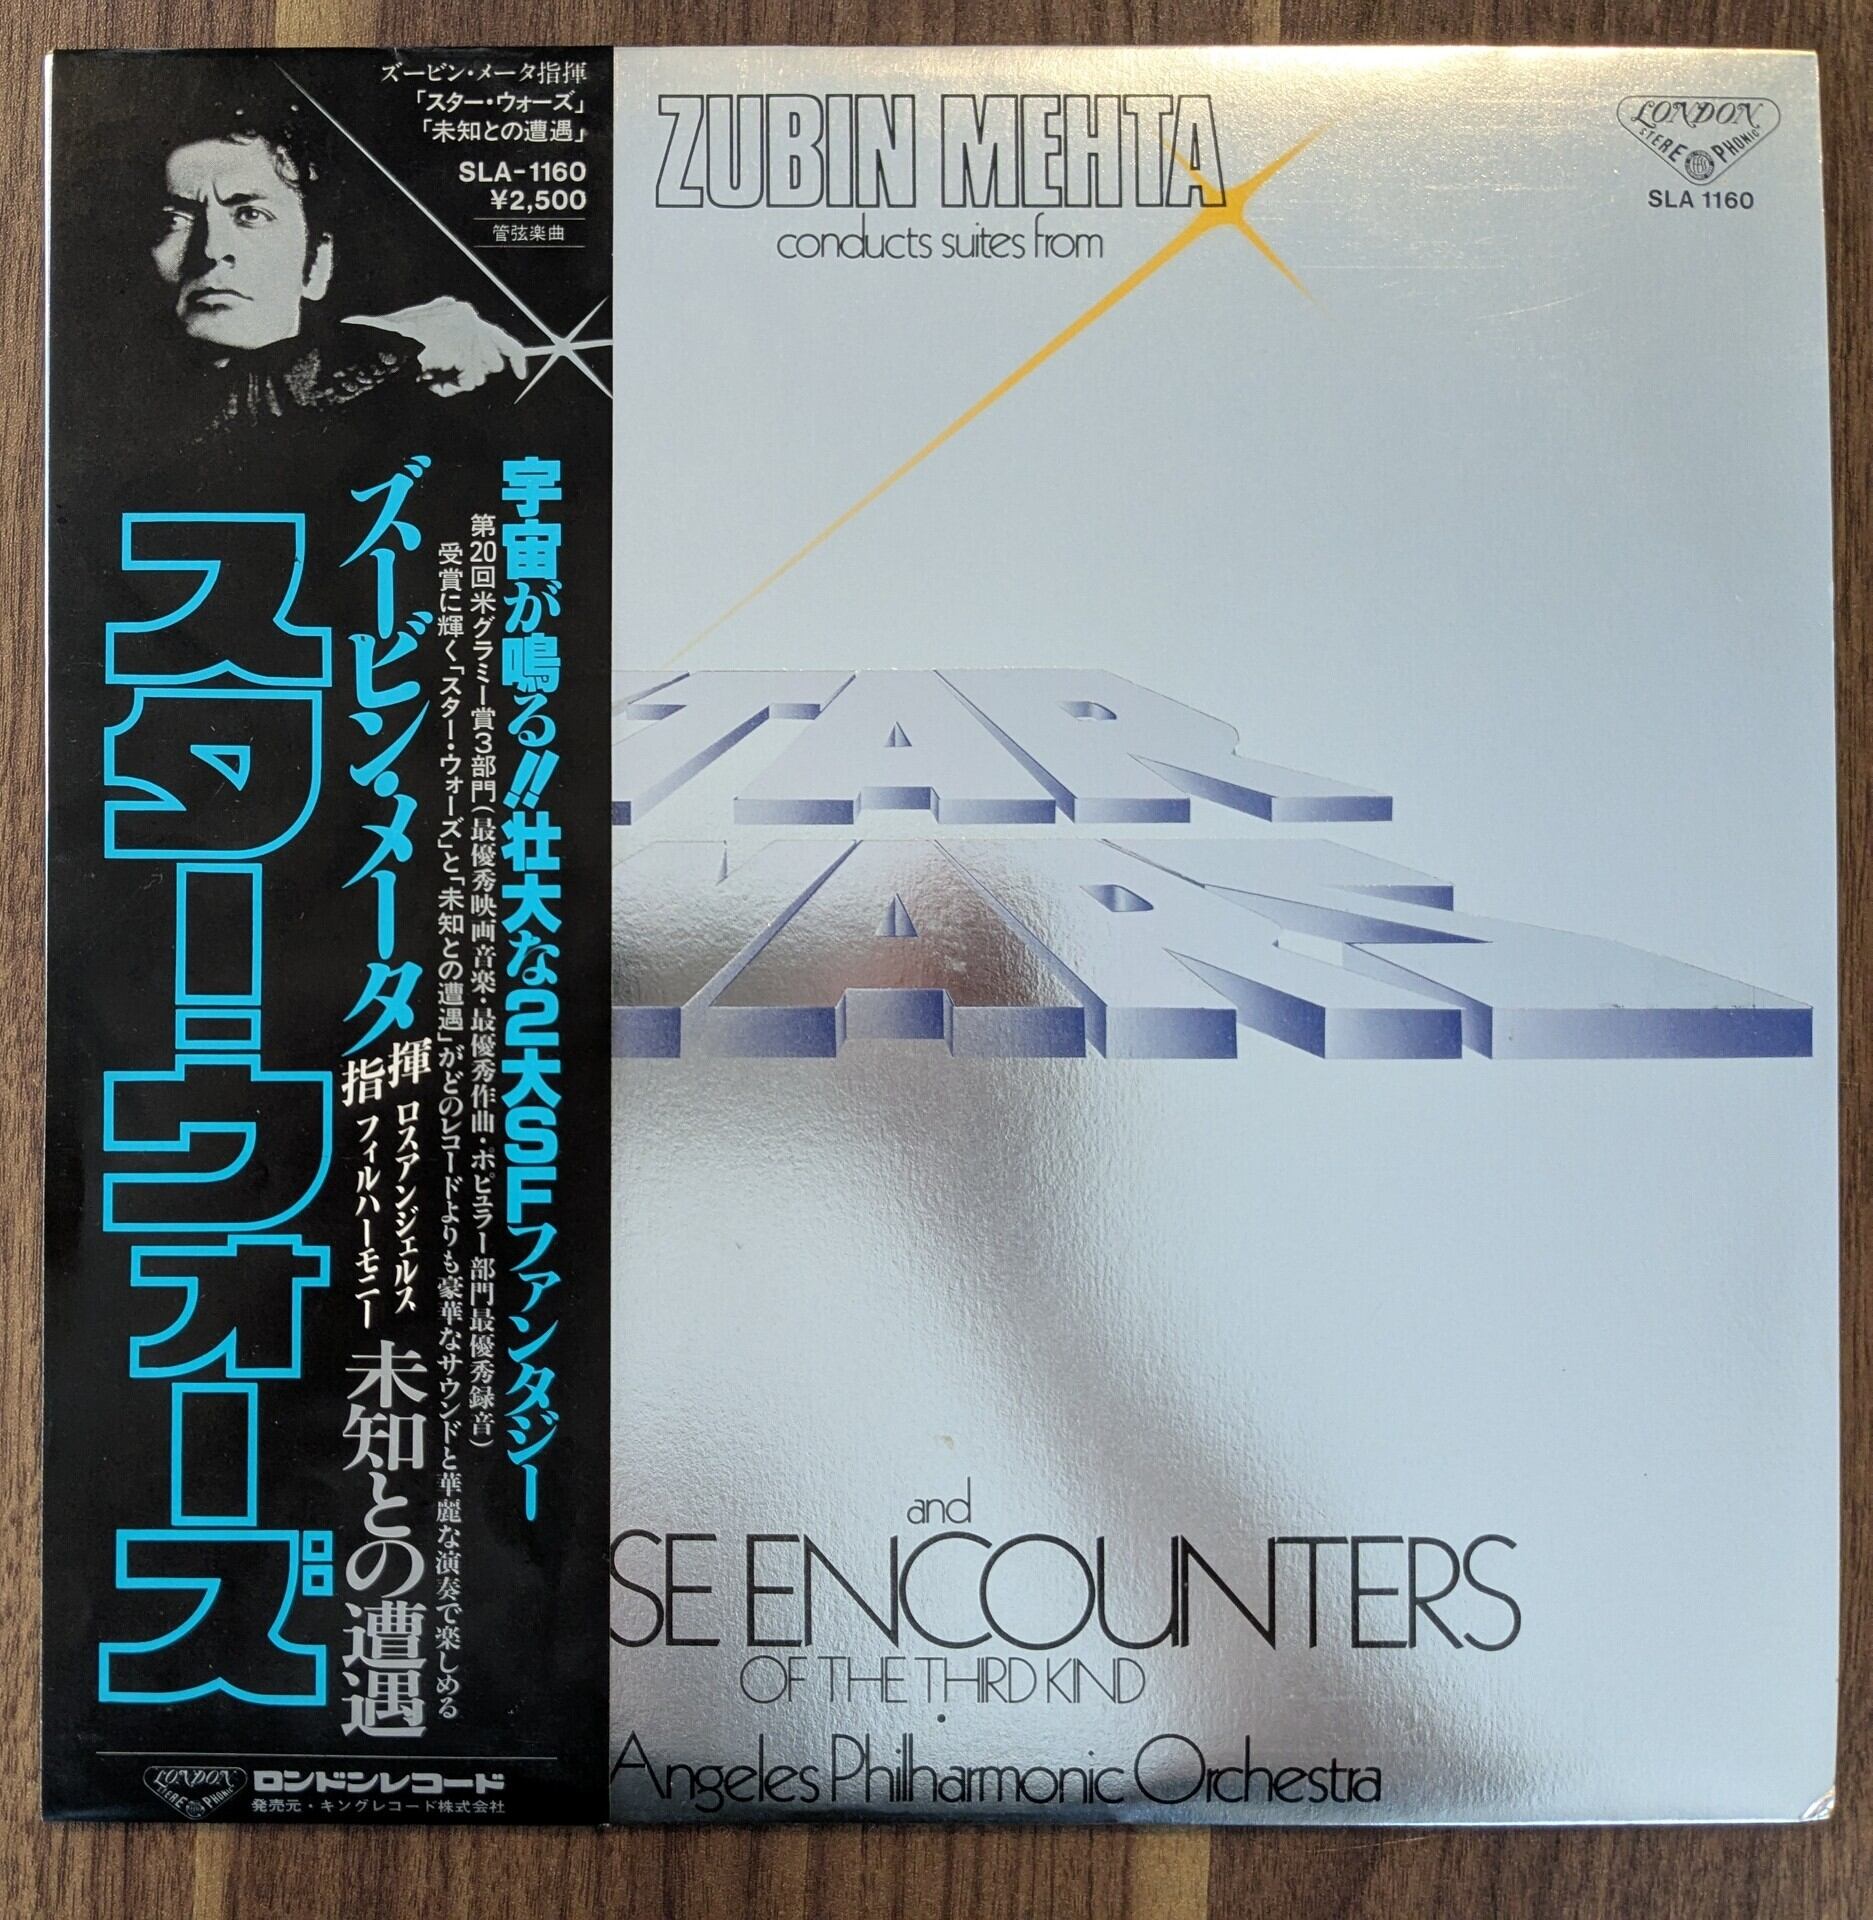 ズービン・メータ指揮
「スター・ウォーズ」
「未知との遭遇」
SLA-1160
¥2,500
管弦楽曲
宇宙が鳴る!!壮大な2大SFファンタジー
第20回米グラミー賞3部門(最優秀映画音楽・最優秀作曲・ポピュラー部門最優秀録音)
受賞に輝く「スター・ウォーズ」と「未知との遭遇」がどのレコードよりも豪華なサウンドと華麗な演奏で楽しめる
ズービン・メータ指揮
ロスアンジェルス
フィルハーモニー
未知との遭遇
スター=ウォーズ
LONDON
STEREO PHONIC
ロンドンレコード
発売元・キングレコード株式会社
ZUBIN MEHTA
conducts suites from
LONDON
STEREO PHONIC
SLA 1160
TAR
WARS
and
SE ENCOUNTERS
OF THE THIRD KIND
Angeles Philharmonic Orchestra